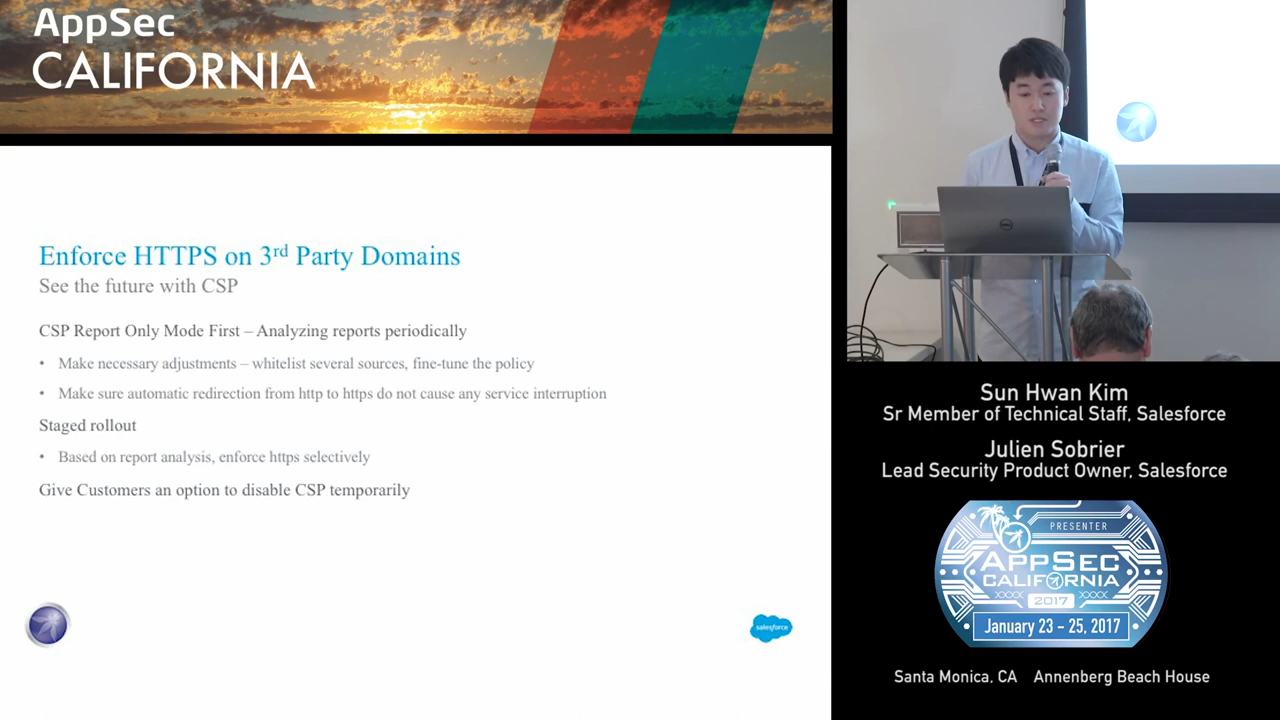 AppSec
CALIFORNIA
Enforce HTTPS on 3rd Party Domains
See the future with CSP
CSP Report Only Mode First – Analyzing reports periodically
• Make necessary adjustments – whitelist several sources, fine-tune the policy
• Make sure automatic redirection from http to https do not cause any service interruption
Staged rollout
• Based on report analysis, enforce https selectively
Give Customers an option to disable CSP temporarily
salesforce
Sun Hwan Kim
Sr Member of Technical Staff, Salesforce
Julien Sobrier
Lead Security Product Owner, Salesforce
PRESENTER
APPSEC
CALIFORNIA
XXXX 2017 XXXX
January 23 – 25, 2017
Santa Monica, CA Annenberg Beach House